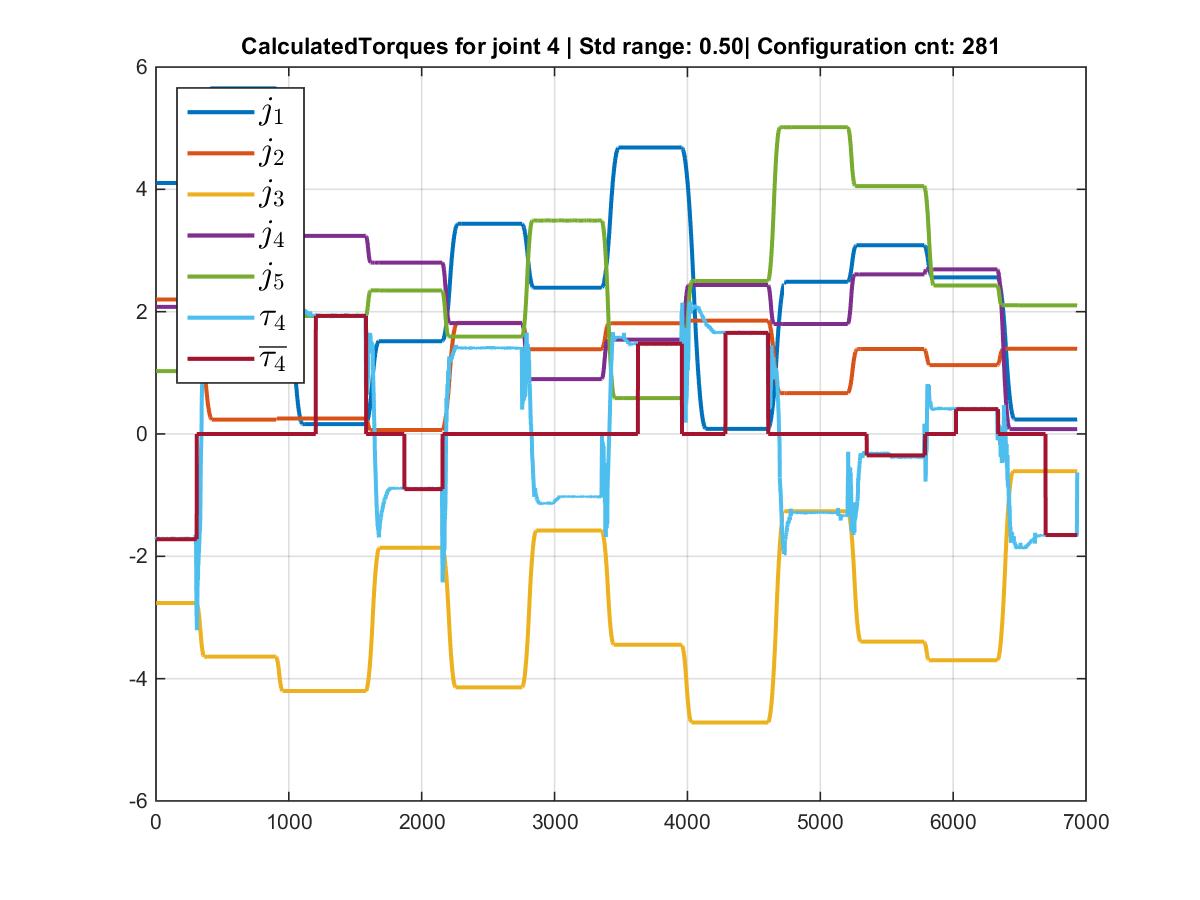 CalculatedTorques for joint 4 | Std range: 0.50| Configuration cnt: 281
6
4
2
0
-2
-4
-6
j₁
j₂
j₃
j₄
j₅
τ₄
τ̅₄
0 1000 2000 3000 4000 5000 6000 7000